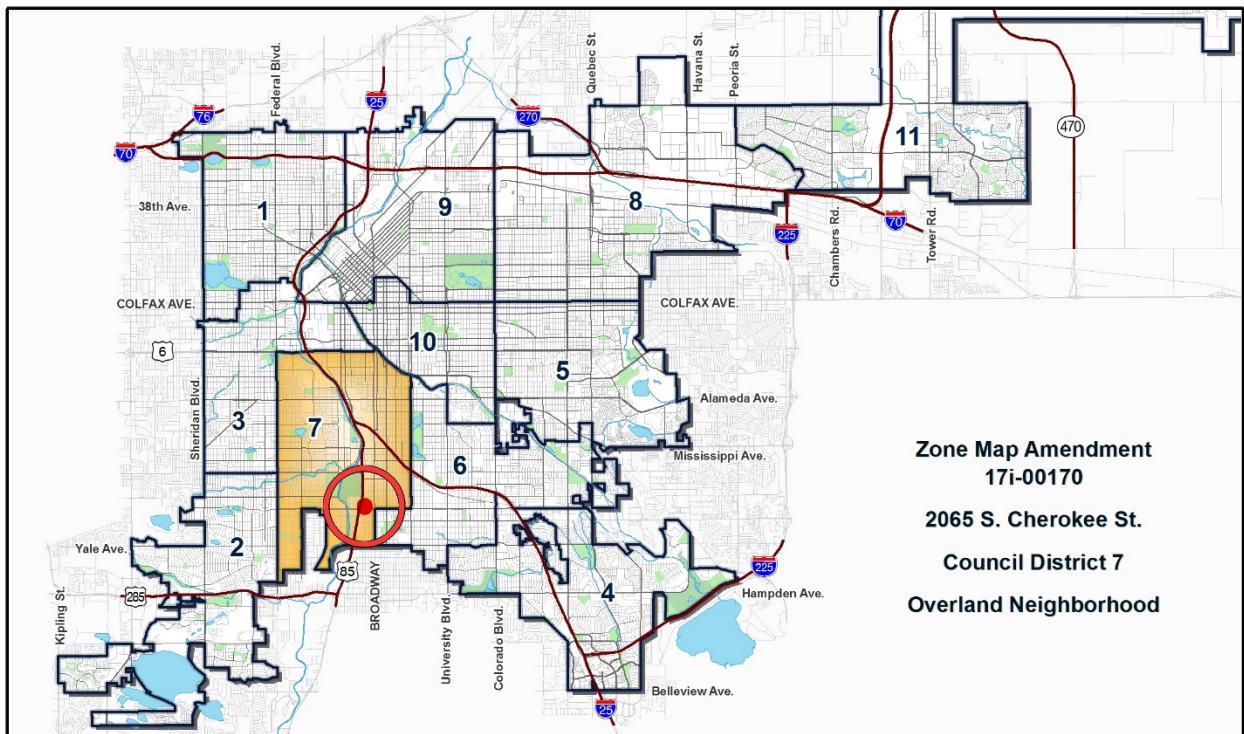 Federal Blvd.
Quebec St.
Havana St.
Peoria St.
25
76
270
470
70
11
38th Ave.
1
9
8
225
Chambers Rd.
70
Tower Rd.
COLFAX AVE.
COLFAX AVE.
6
10
5
Sheridan Blvd.
3
7
Alameda Ave.
6
Mississippi Ave.
Zone Map Amendment
17i-00170
2065 S. Cherokee St.
Council District 7
Overland Neighborhood
Yale Ave.
2
85
BROADWAY
225
4
Hampden Ave.
285
Kipling St.
University Blvd.
Colorado Blvd.
Belleview Ave.
25